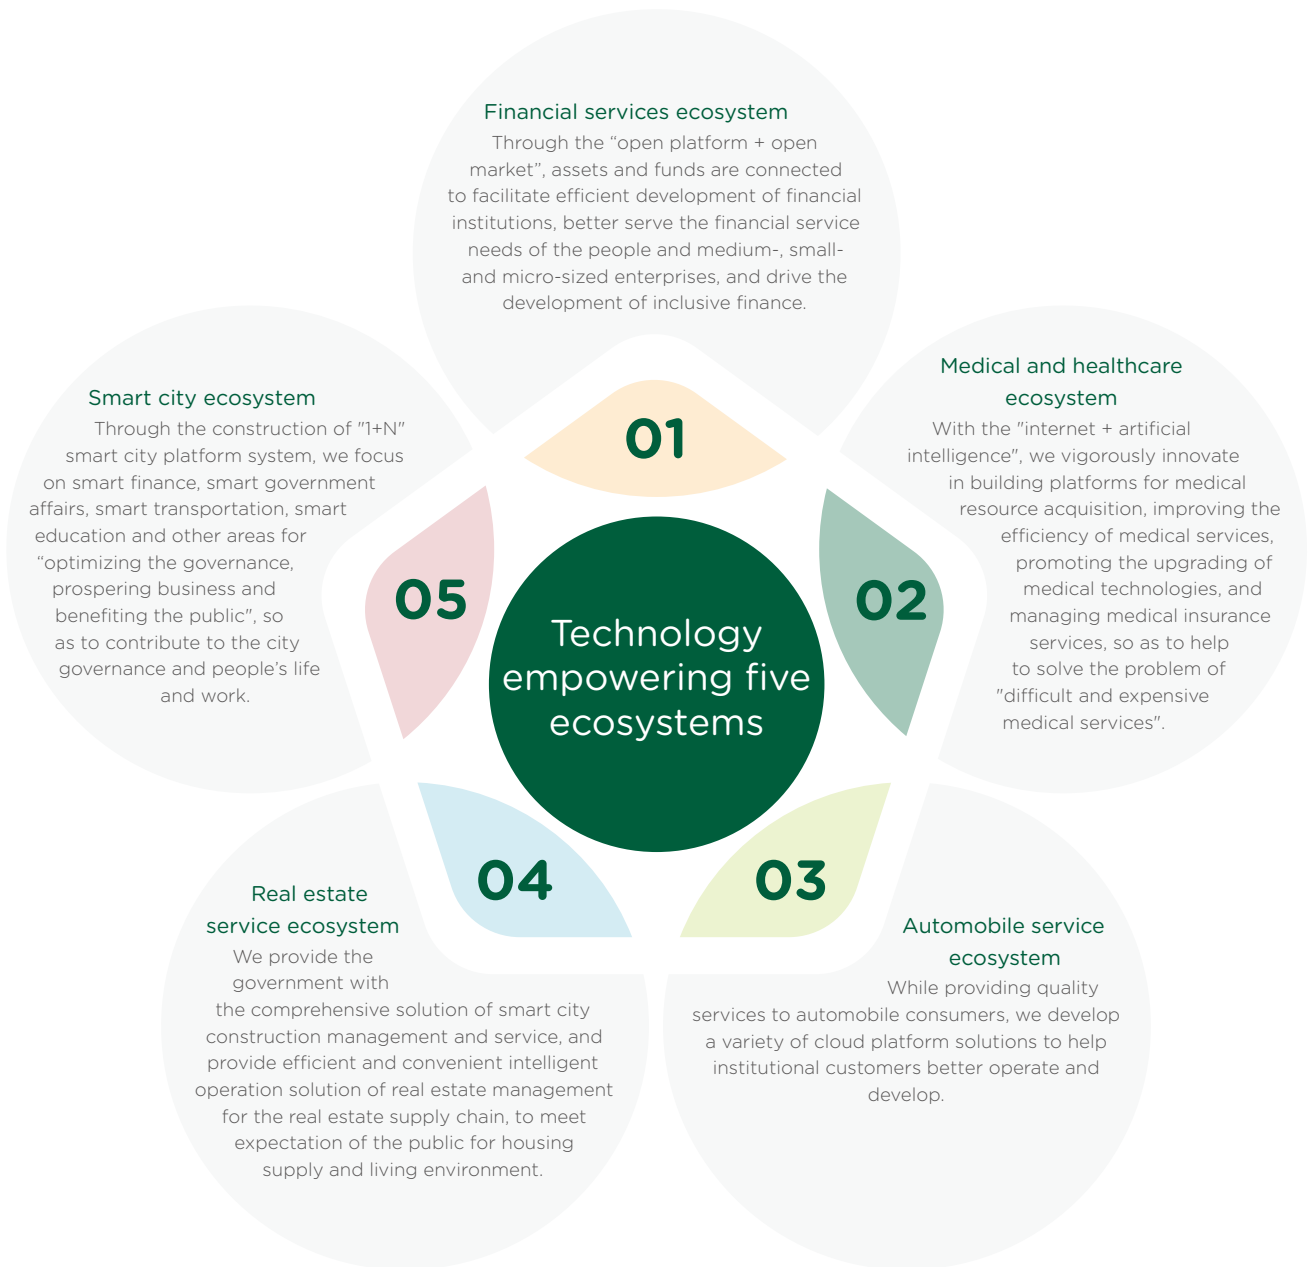 Financial services ecosystem
Through the “open platform + open
market”, assets and funds are connected
to facilitate efficient development of financial
institutions, better serve the financial service
needs of the people and medium-, small-
and micro-sized enterprises, and drive the
development of inclusive finance.
01
Medical and healthcare
ecosystem
With the "internet + artificial
intelligence", we vigorously innovate
in building platforms for medical
resource acquisition, improving the
efficiency of medical services,
promoting the upgrading of
medical technologies, and
managing medical insurance
services, so as to help
to solve the problem of
"difficult and expensive
medical services".
02
Automobile service
ecosystem
While providing quality
services to automobile consumers, we develop
a variety of cloud platform solutions to help
institutional customers better operate and
develop.
03
Real estate
service ecosystem
We provide the
government with
the comprehensive solution of smart city
construction management and service, and
provide efficient and convenient intelligent
operation solution of real estate management
for the real estate supply chain, to meet
expectation of the public for housing
supply and living environment.
04
Smart city ecosystem
Through the construction of "1+N"
smart city platform system, we focus
on smart finance, smart government
affairs, smart transportation, smart
education and other areas for
“optimizing the governance,
prospering business and
benefiting the public", so
as to contribute to the city
governance and people’s life
and work.
05
Technology
empowering five
ecosystems